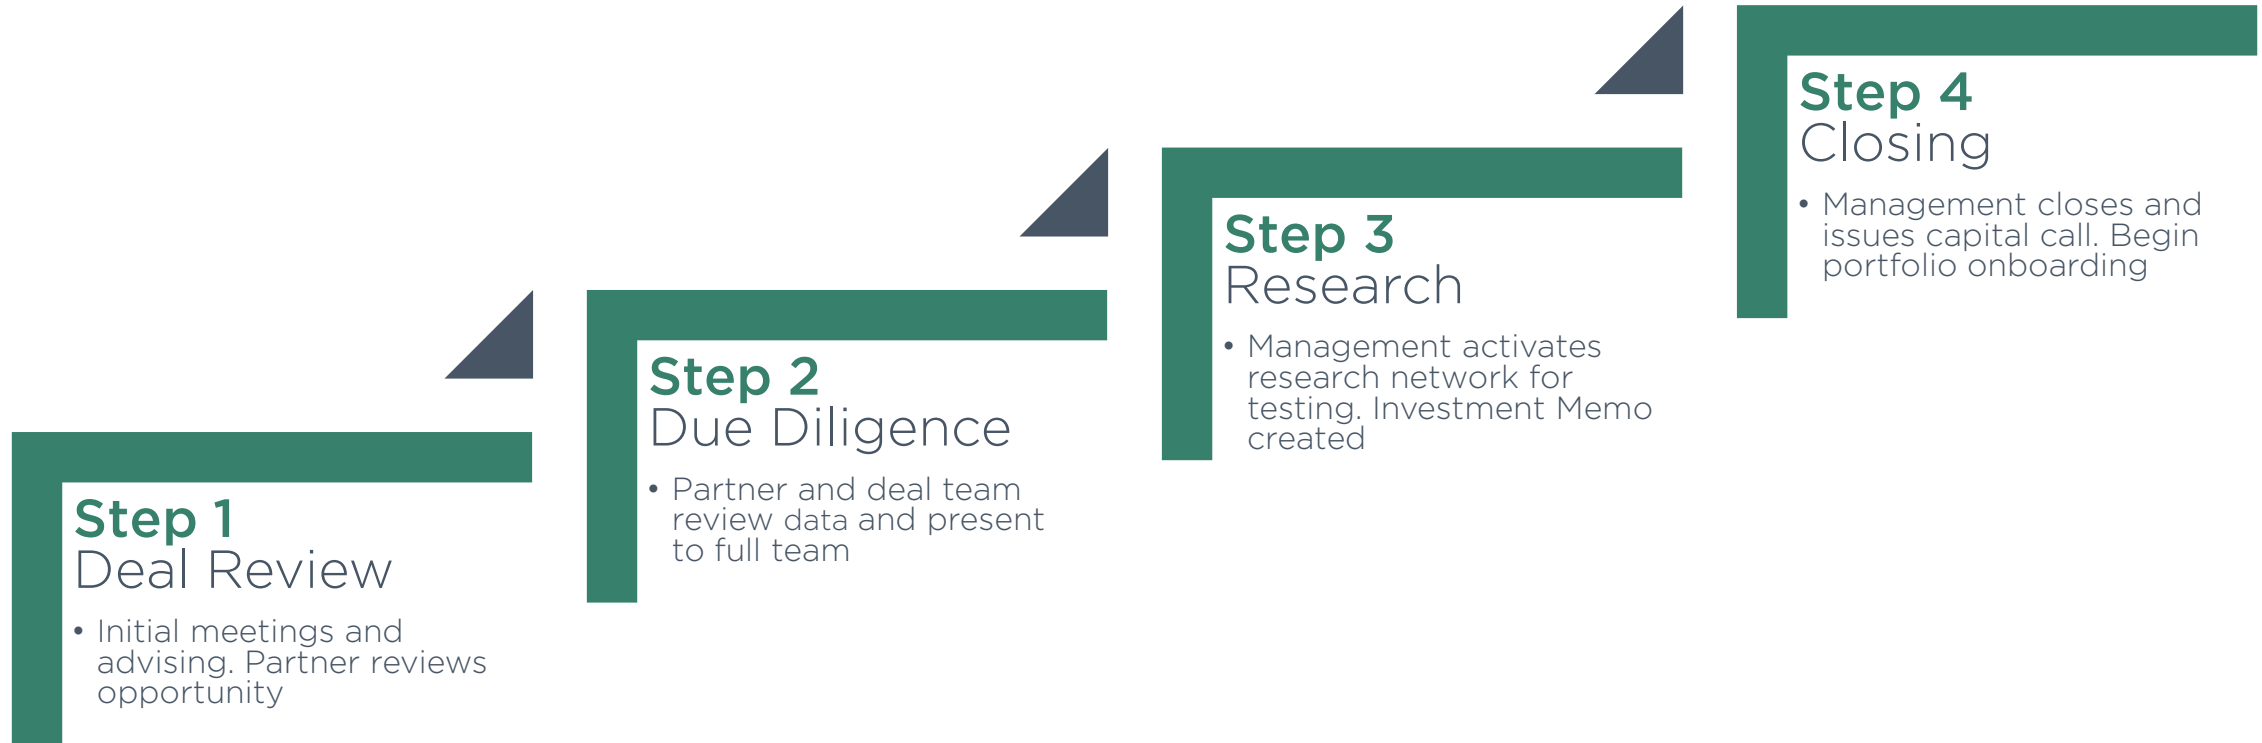 Step 1
Deal Review
• Initial meetings and
advising. Partner reviews
opportunity
Step 2
Due Diligence
• Partner and deal team
review data and present
to full team
Step 3
Research
• Management activates
research network for
testing. Investment Memo
created
Step 4
Closing
• Management closes and
issues capital call. Begin
portfolio onboarding